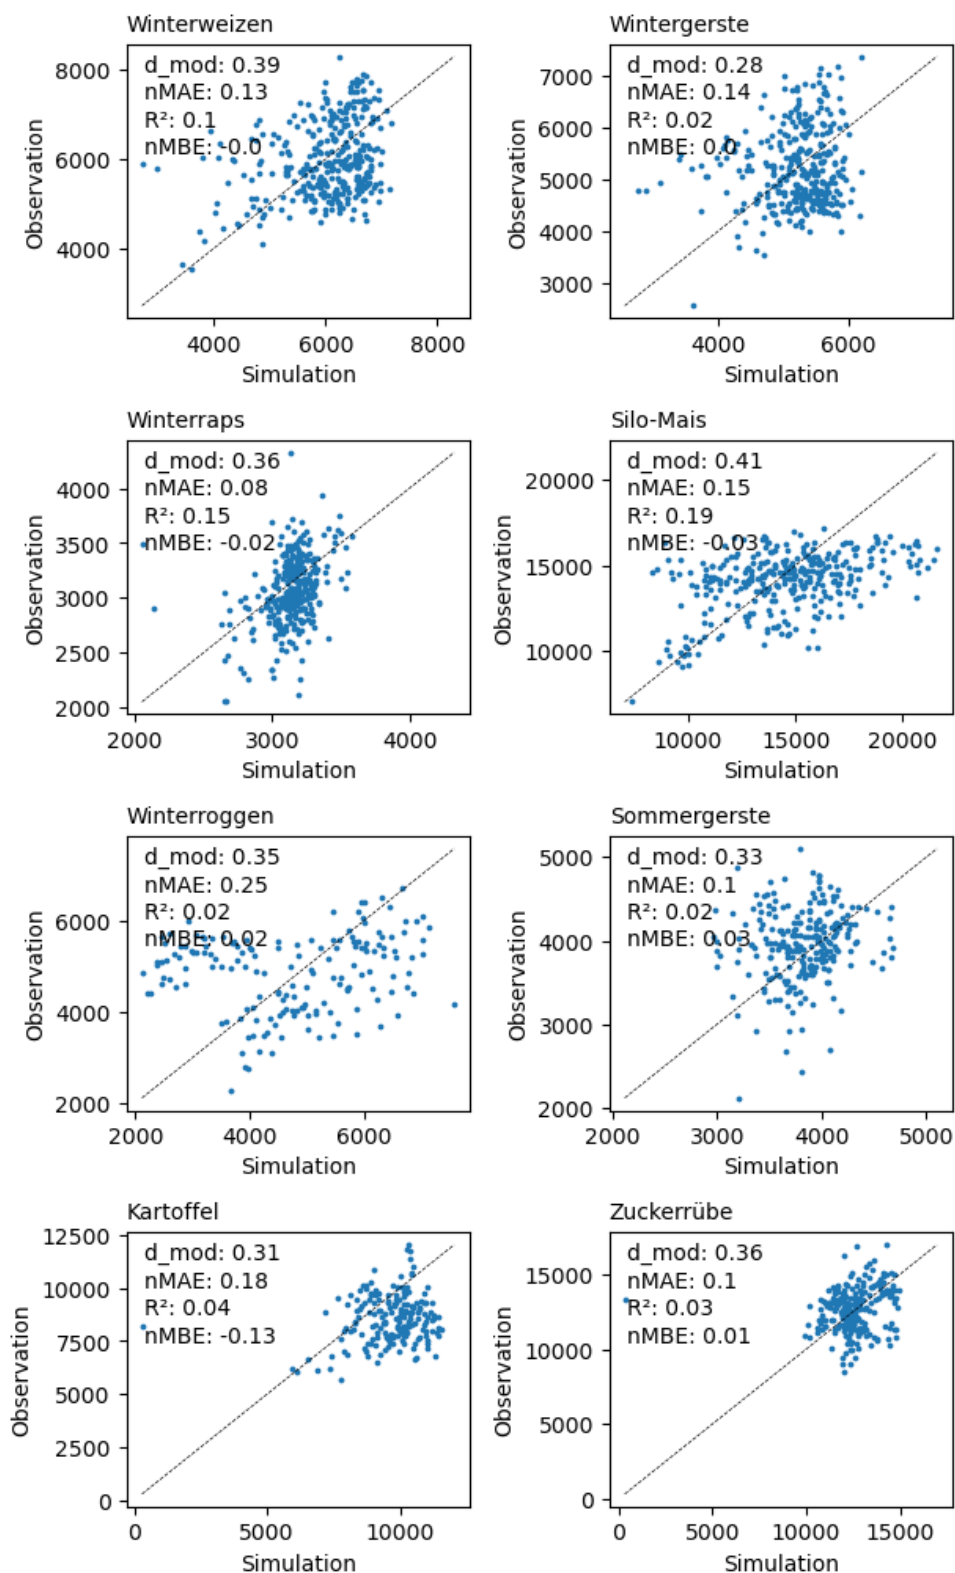 Winterweizen
d_mod: 0.39
nMAE: 0.13
R²: 0.1
nMBE: -0.0
8000
6000
4000
Observation
4000 6000 8000
Simulation
Wintergerste
d_mod: 0.28
nMAE: 0.14
R²: 0.02
nMBE: 0.0
7000
6000
5000
4000
3000
Observation
4000 6000
Simulation
Winterraps
d_mod: 0.36
nMAE: 0.08
R²: 0.15
nMBE: -0.02
4000
3500
3000
2500
2000
Observation
2000 3000 4000
Simulation
Silo-Mais
d_mod: 0.41
nMAE: 0.15
R²: 0.19
nMBE: -0.03
20000
15000
10000
Observation
10000 15000 20000
Simulation
Winterroggen
d_mod: 0.35
nMAE: 0.25
R²: 0.02
nMBE: 0.02
6000
4000
2000
Observation
2000 4000 6000
Simulation
Sommergerste
d_mod: 0.33
nMAE: 0.1
R²: 0.02
nMBE: 0.03
5000
4000
3000
2000
Observation
2000 3000 4000 5000
Simulation
Kartoffel
d_mod: 0.31
nMAE: 0.18
R²: 0.04
nMBE: -0.13
12500
10000
7500
5000
2500
0
Observation
0 5000 10000
Simulation
Zuckerrübe
d_mod: 0.36
nMAE: 0.1
R²: 0.03
nMBE: 0.01
15000
10000
5000
0
Observation
0 5000 10000 15000
Simulation